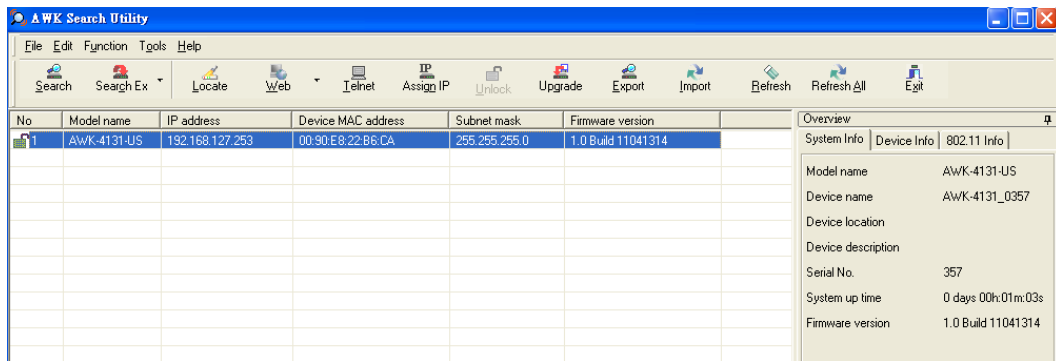 AWK Search Utility
File Edit Function Tools Help
Search Search Ex Locate Web Telnet Assign IP Unlock Upgrade Export Import Refresh Refresh All Exit
No Model name IP address Device MAC address Subnet mask Firmware version
1 AWK-4131-US 192.168.127.253 00:90:E8:22:B6:CA 255.255.255.0 1.0 Build 11041314
Overview
System Info Device Info 802.11 Info
Model name AWK-4131-US
Device name AWK-4131_0357
Device location
Device description
Serial No. 357
System up time 0 days 00h:01m:03s
Firmware version 1.0 Build 11041314